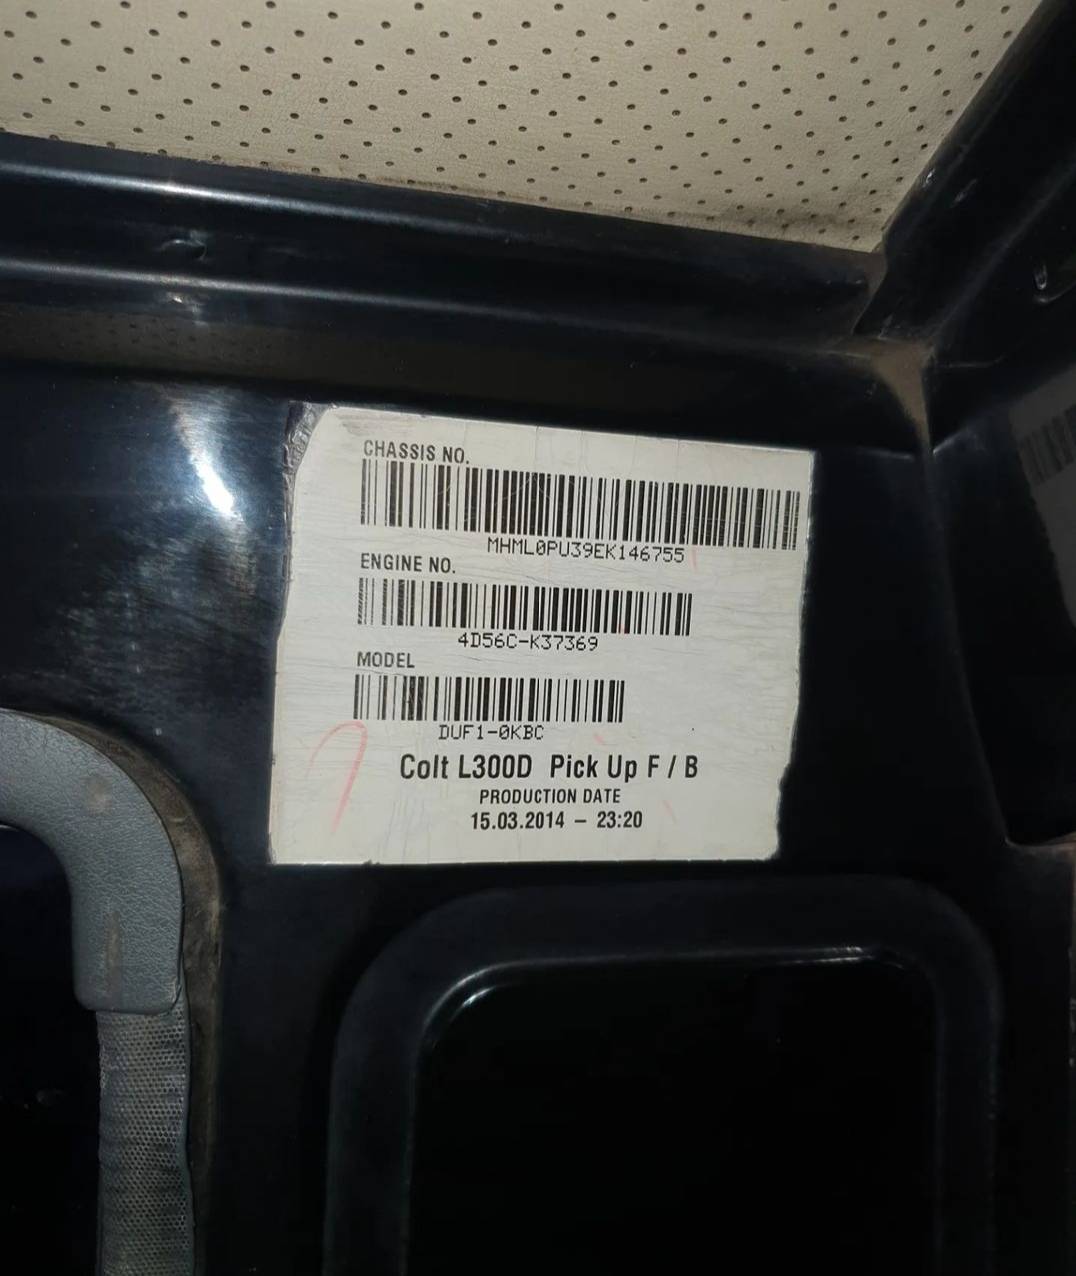 CHASSIS NO.
MHML0PU39EK146755
ENGINE NO.
4D56C-K37369
MODEL
DUF1-0KBC
Colt L300D Pick Up F / B
PRODUCTION DATE
15.03.2014 – 23:20